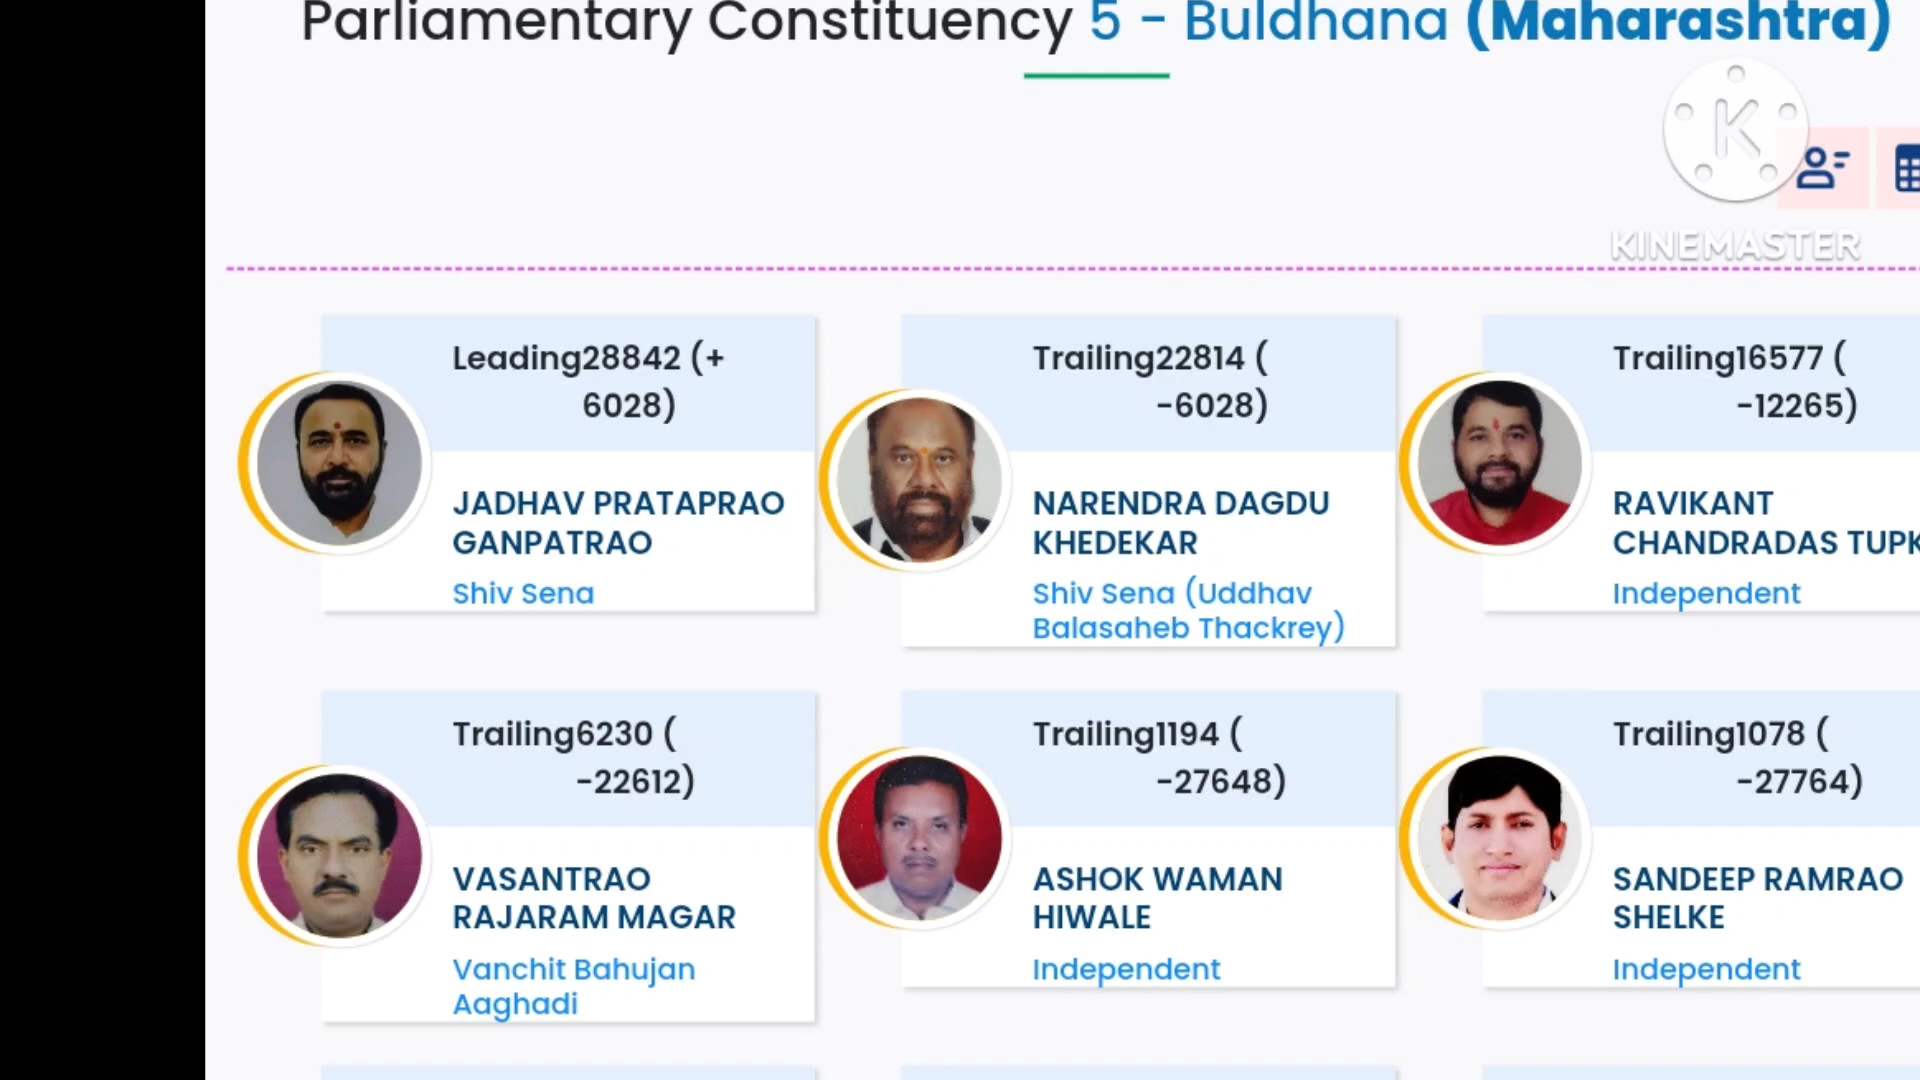 Parliamentary Constituency 5 - Buldhana (Maharashtra)
K
KINEMASTER
Leading28842 (+
6028)
JADHAV PRATAPRAO
GANPATRAO
Shiv Sena
Trailing22814 (
-6028)
NARENDRA DAGDU
KHEDEKAR
Shiv Sena (Uddhav
Balasaheb Thackrey)
Trailing16577 (
-12265)
RAVIKANT
CHANDRADAS
Independent
Trailing6230 (
-22612)
VASANTRAO
RAJARAM MAGAR
Vanchit Bahujan
Aaghadi
Trailing1194 (
-27648)
ASHOK WAMAN
HIWALE
Independent
Trailing1078 (
-27764)
SANDEEP RAMRAO
SHELKE
Independent